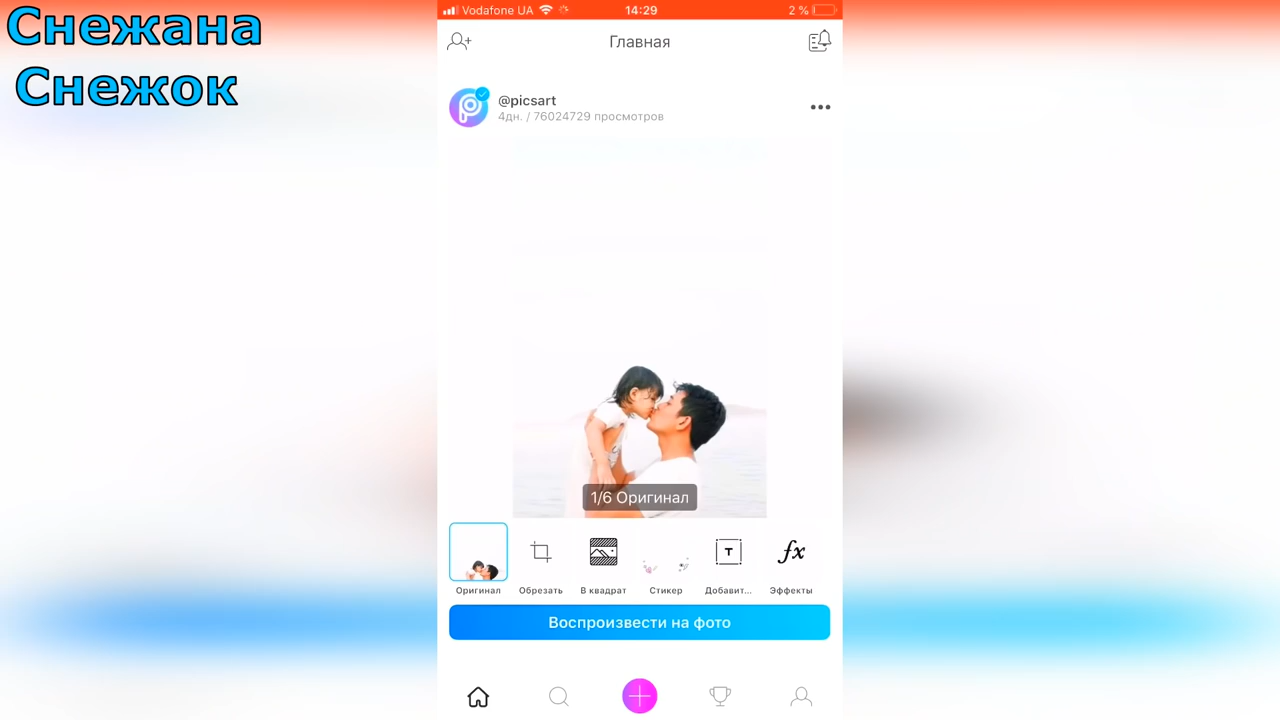 Снежана
Снежок
Vodafone UA
14:29
2 %
Главная
@picsart
4дн. / 76024729 просмотров
1/6 Оригинал
Оригинал
Обрезать
В квадрат
Стикер
T
Добавит...
fx
Эффекты
Воспроизвести на фото